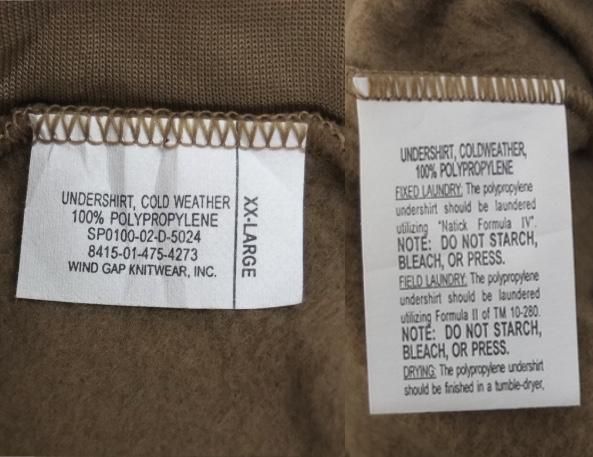 UNDERSHIRT, COLD WEATHER
100% POLYPROPYLENE
SP0100-02-D-5024
8415-01-475-4273
WIND GAP KNITWEAR, INC.
XX-LARGE
UNDERSHIRT, COLDWEATHER,
100% POLYPROPYLENE
FIXED LAUNDRY: The polypropylene
undershirt should be laundered
utilizing "Natick Formula IV".
NOTE: DO NOT STARCH,
BLEACH, OR PRESS.
FIELD LAUNDRY: The polypropylene
undershirt should be laundered
utilizing Formula II of TM 10-280.
NOTE: DO NOT STARCH,
BLEACH, OR PRESS.
DRYING: The polypropylene undershirt
should be finished in a tumble-dryer,